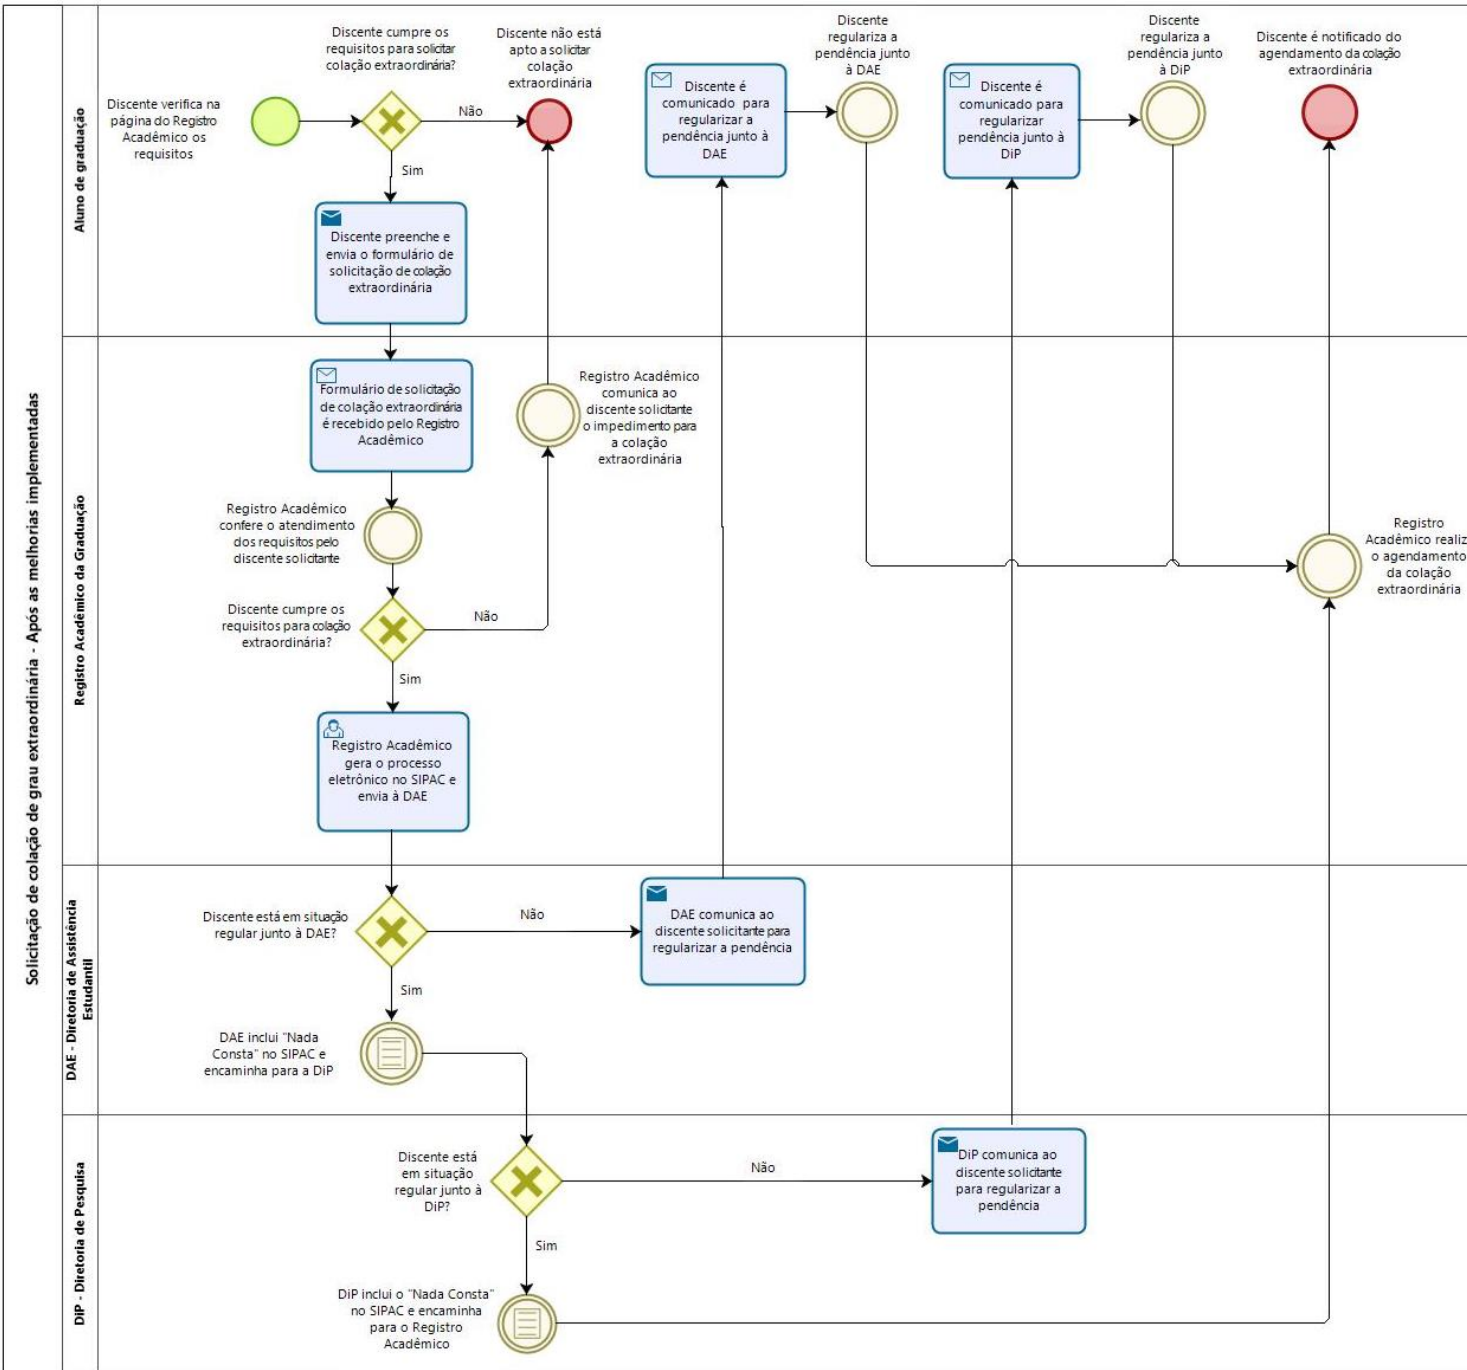 Solicitação de colação de grau extraordinária - Após as melhorias implementadas
Aluno de graduação
Discente verifica na
página do Registro
Acadêmico os
requisitos
Discente cumpre os
requisitos para solicitar
colação extraordinária?
Não
Sim
Discente não está
apto a solicitar
colação
extraordinária
Discente preenche e
envia o formulário de
solicitação de colação
extraordinária
Discente é
comunicado para
regularizar a
pendência junto à
DAE
Discente
regulariza a
pendência junto
à DAE
Discente é
comunicado para
regularizar
pendência junto à
DiP
Discente
regulariza a
pendência junto
à DiP
Discente é notificado do
agendamento da colação
extraordinária
Registro Acadêmico da Graduação
Formulário de solicitação
de colação extraordinária
é recebido pelo Registro
Acadêmico
Registro Acadêmico
comunica ao
discente solicitante
o impedimento para
a colação
extraordinária
Registro Acadêmico
confere o atendimento
dos requisitos pelo
discente solicitante
Discente cumpre os
requisitos para colação
extraordinária?
Não
Sim
Registro Acadêmico
gera o processo
eletrônico no SIPAC e
envia à DAE
Registro
Acadêmico realiz
o agendamento
da colação
extraordinária
DAE - Diretoria de Assistência
Estudantil
Discente está em situação
regular junto à DAE?
Não
Sim
DAE comunica ao
discente solicitante para
regularizar a pendência
DAE inclui "Nada
Consta" no SIPAC e
encaminha para a DiP
DiP - Diretoria de Pesquisa
Discente está
em situação
regular junto à
DiP?
Não
Sim
DiP comunica ao
discente solicitante
para regularizar a
pendência
DiP inclui o "Nada Consta"
no SIPAC e encaminha
para o Registro
Acadêmico